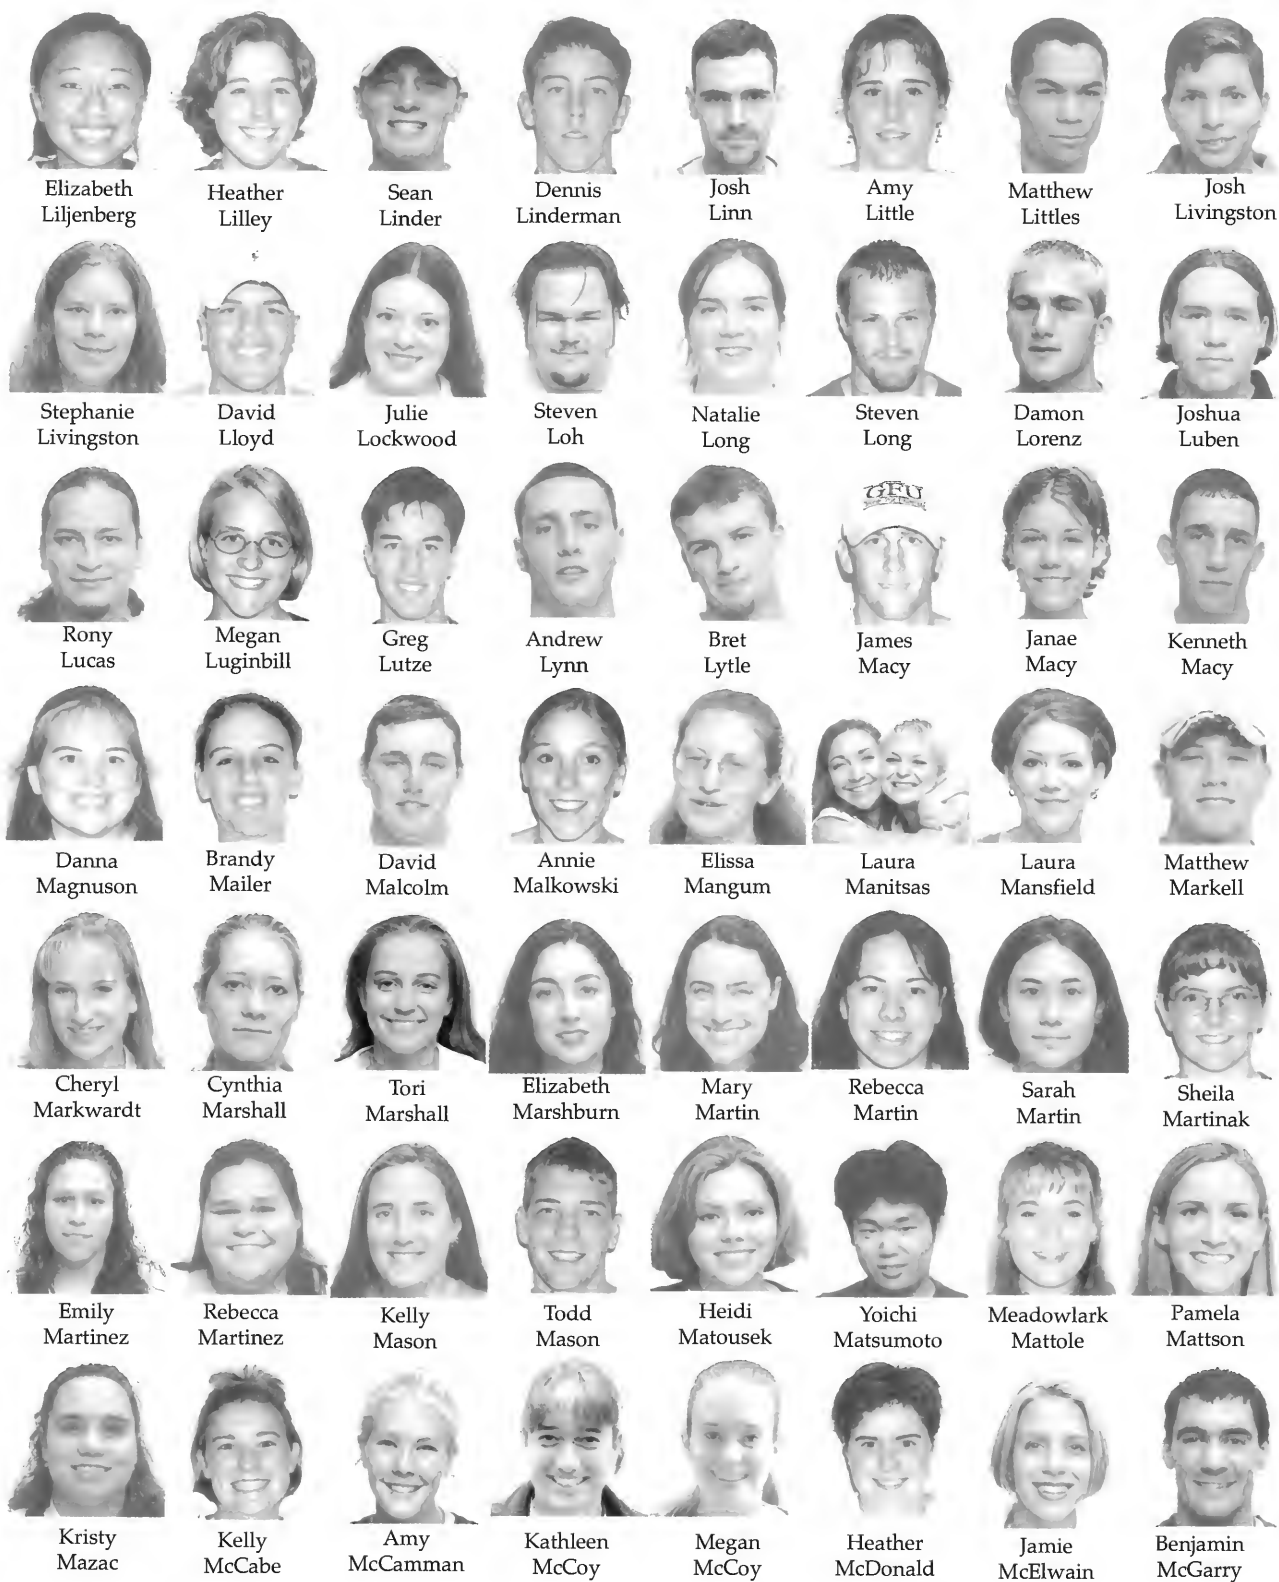 Elizabeth Heather Sean Dennis Josh Amy Matthew Josh
Liljenberg Lilley Linder Linderman Linn Little Littles Livingston
Stephanie David Julie Steven Natalie Steven Damon Joshua
Livingston Lloyd Lockwood Loh Long Long Lorenz Luben
GFU
Rony Megan Greg Andrew Bret James Janae Kenneth
Lucas Luginbill Lutze Lynn Lytle Macy Macy Macy
Danna Brandy David Annie Elissa Laura Laura Matthew
Magnuson Mailer Malcolm Malkowski Mangum Manitsas Mansfield Markell
Cheryl Cynthia Tori Elizabeth Mary Rebecca Sarah Sheila
Markwardt Marshall Marshall Marshburn Martin Martin Martin Martinak
Emily Rebecca Kelly Todd Heidi Yoichi Meadowlark Pamela
Martinez Martinez Mason Mason Matousek Matsumoto Mattole Mattson
Kristy Kelly Amy Kathleen Megan Heather Jamie Benjamin
Mazac McCabe McCamman McCoy McCoy McDonald McElwain McGarry